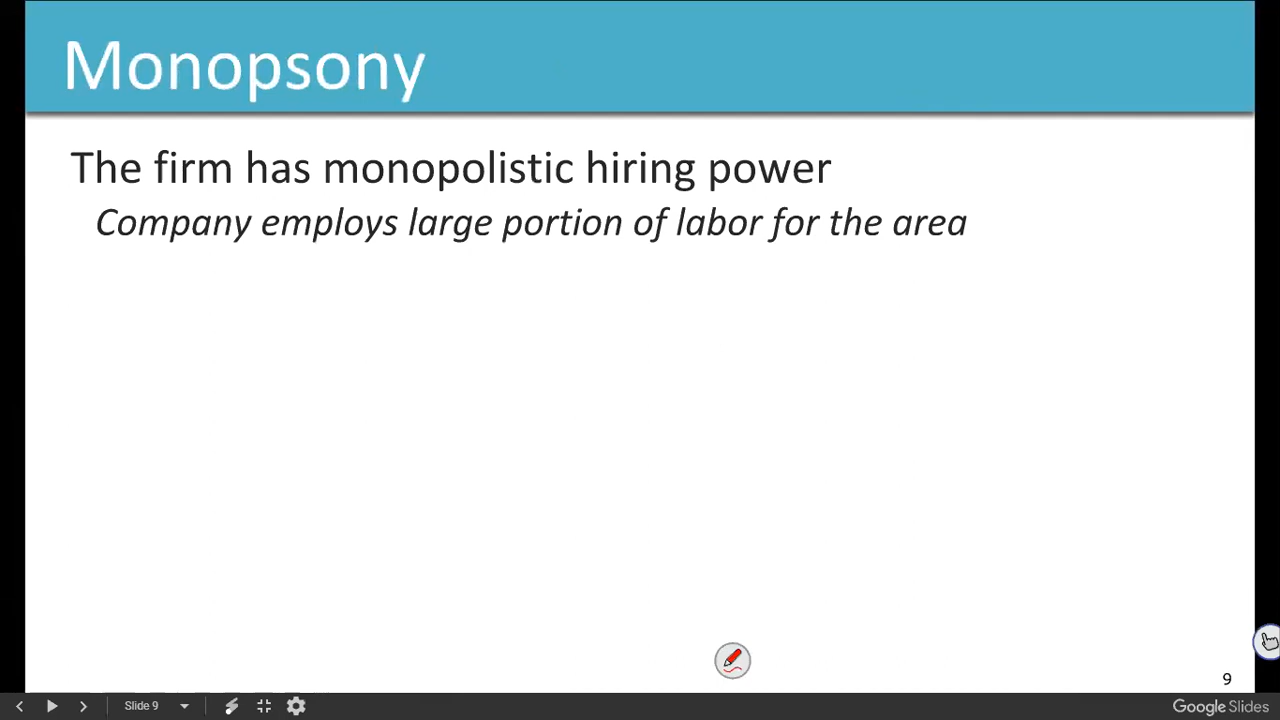 Monopsony
The firm has monopolistic hiring power
Company employs large portion of labor for the area
9
Slide 9
Google Slides